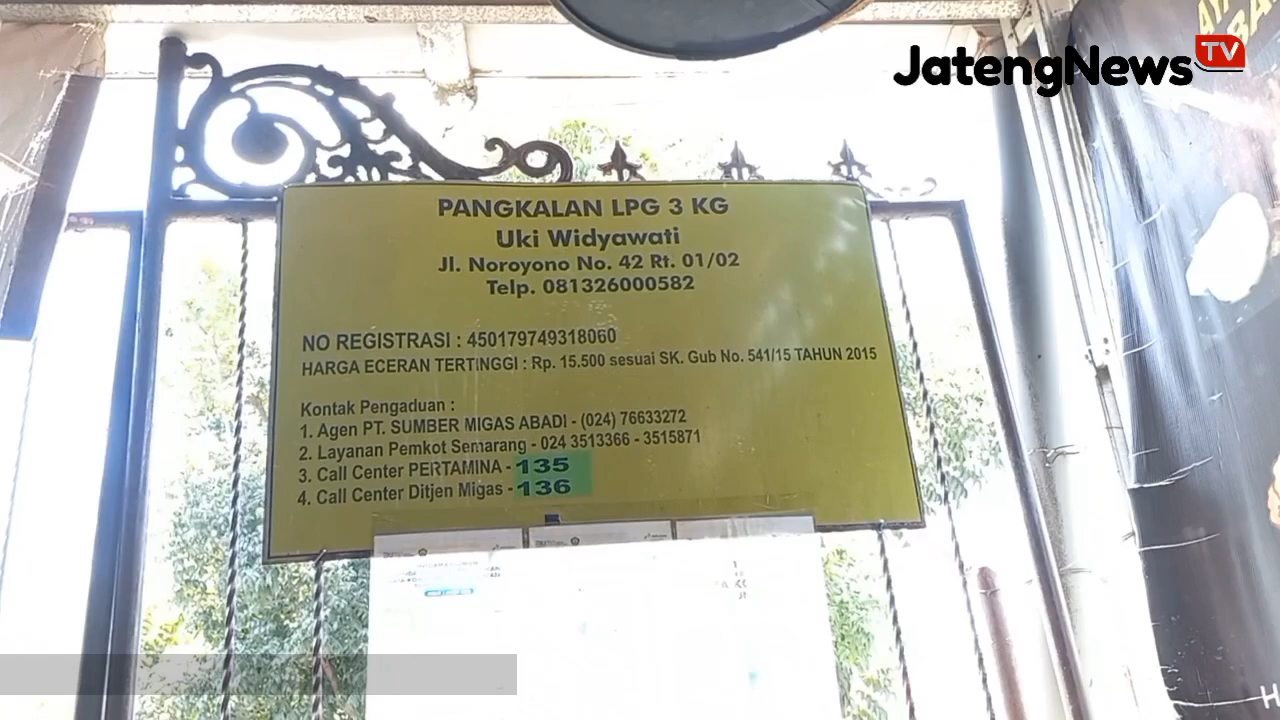 JatengNews TV
PANGKALAN LPG 3 KG
Uki Widyawati
Jl. Noroyono No. 42 Rt. 01/02
Telp. 081326000582
NO REGISTRASI : 450179749318060
HARGA ECERAN TERTINGGI : Rp. 15.500 sesuai SK. Gub No. 541/15 TAHUN 2015
Kontak Pengaduan :
1. Agen PT. SUMBER MIGAS ABADI - (024) 76633272
2. Layanan Pemkot Semarang - 024 3513366 - 3515871
3. Call Center PERTAMINA - 135
4. Call Center Ditjen Migas - 136